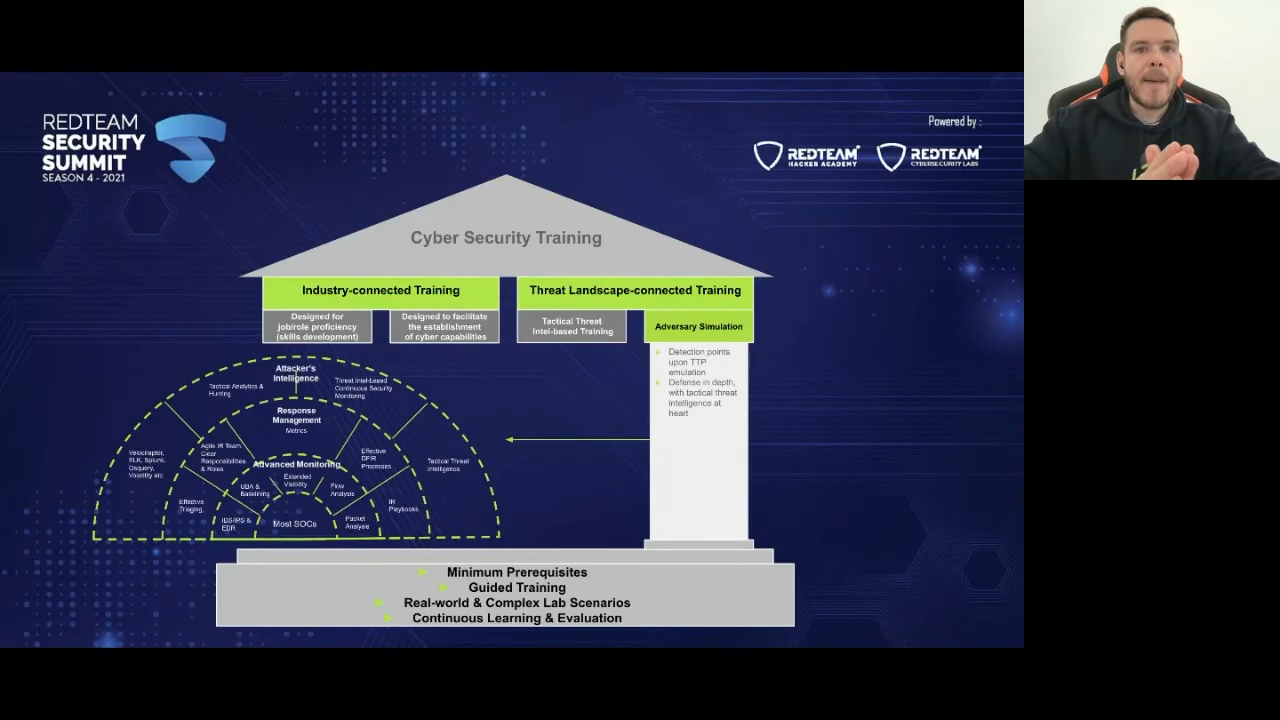 REDTEAM
SECURITY
SUMMIT
SEASON 4 - 2021
Powered by :
REDTEAM
HACKER ACADEMY
REDTEAM
CYBERSECURITY LABS
Cyber Security Training
Industry-connected Training
Threat Landscape-connected Training
Designed for
job/role proficiency
(skills development)
Designed to facilitate
the establishment
of cyber capabilities
Tactical Threat
Intel-based Training
Adversary Simulation
Detection points
upon TTP
emulation
Defense in depth,
with tactical threat
intelligence at
heart
Attacker's
Intelligence
Tactical Analytics &
Hunting
Threat Intel-based
Continuous Security
Monitoring
Response
Management
Metrics
Velociraptor,
ELK, Splunk,
Osquery,
Volatility etc.
Agile IR Team
Clear
Responsibilities
& Roles
Effective
DFIR
Processes
Tactical Threat
Intelligence
Advanced Monitoring
Extended
Visibility
UBA &
Baselining
Flow
Analysis
Effective
Triaging
IR
Playbooks
IDS/IPS &
EDR
Most SOCs
Packet
Analysis
Minimum Prerequisites
Guided Training
Real-world & Complex Lab Scenarios
Continuous Learning & Evaluation